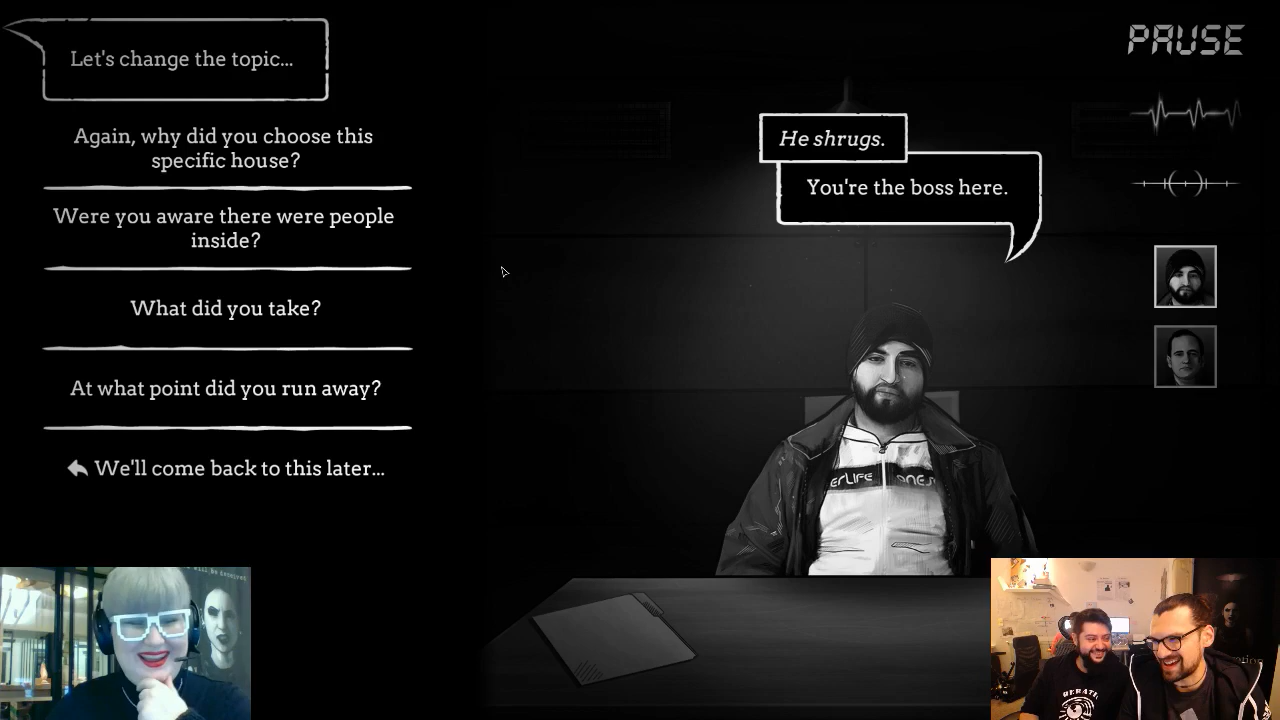 Let's change the topic...
Again, why did you choose this
specific house?
Were you aware there were people
inside?
What did you take?
At what point did you run away?
We'll come back to this later...
PAUSE
He shrugs.
You're the boss here.